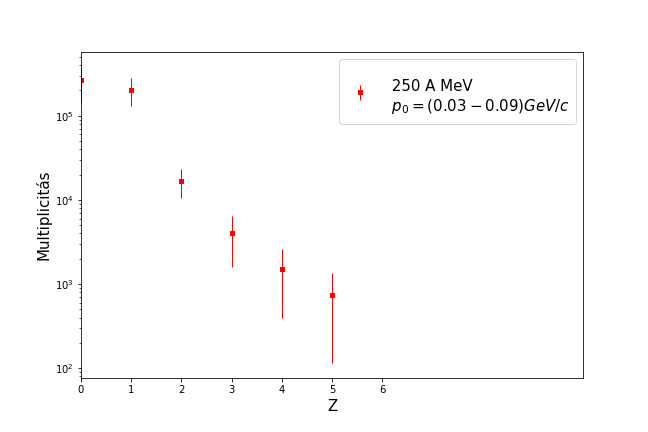 250 A MeV
p₀ = (0.03 − 0.09)GeV/c
Multiplicitás
10⁵
10⁴
10³
10²
0 1 2 3 4 5 6
Z